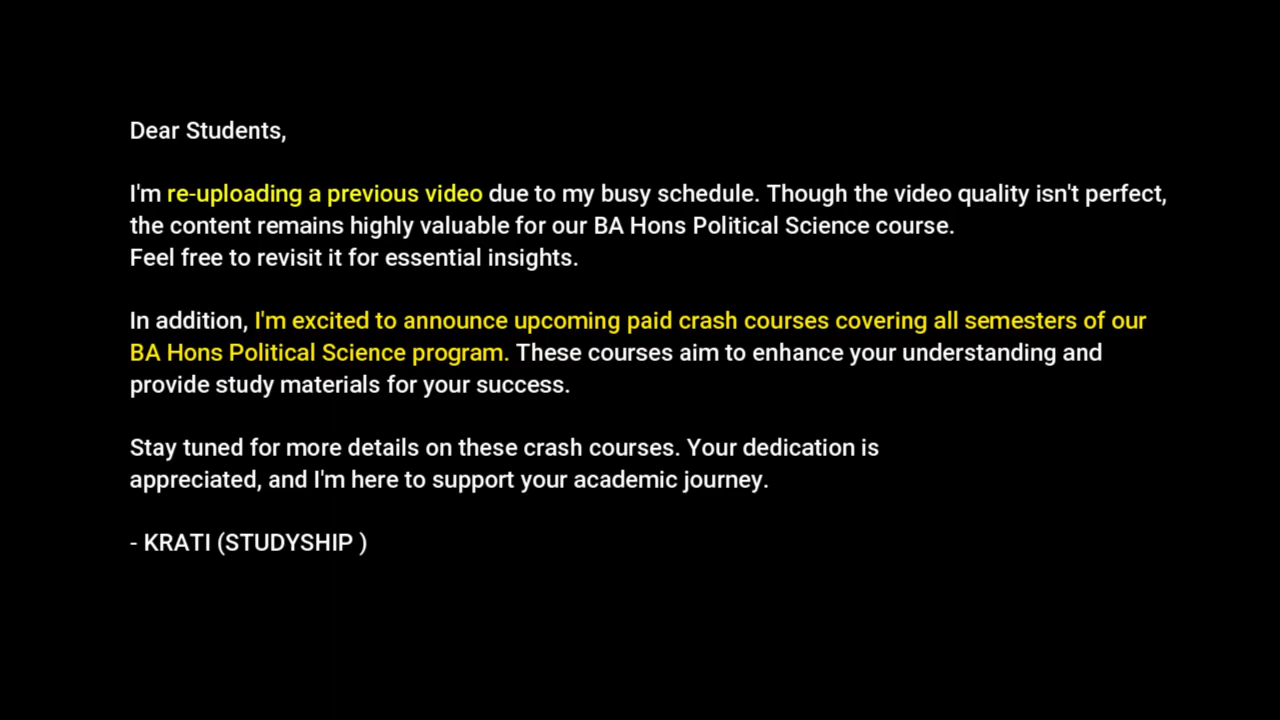 Dear Students,
I'm re-uploading a previous video due to my busy schedule. Though the video quality isn't perfect,
the content remains highly valuable for our BA Hons Political Science course.
Feel free to revisit it for essential insights.
In addition, I'm excited to announce upcoming paid crash courses covering all semesters of our
BA Hons Political Science program. These courses aim to enhance your understanding and
provide study materials for your success.
Stay tuned for more details on these crash courses. Your dedication is
appreciated, and I'm here to support your academic journey.
- KRATI (STUDYSHIP )